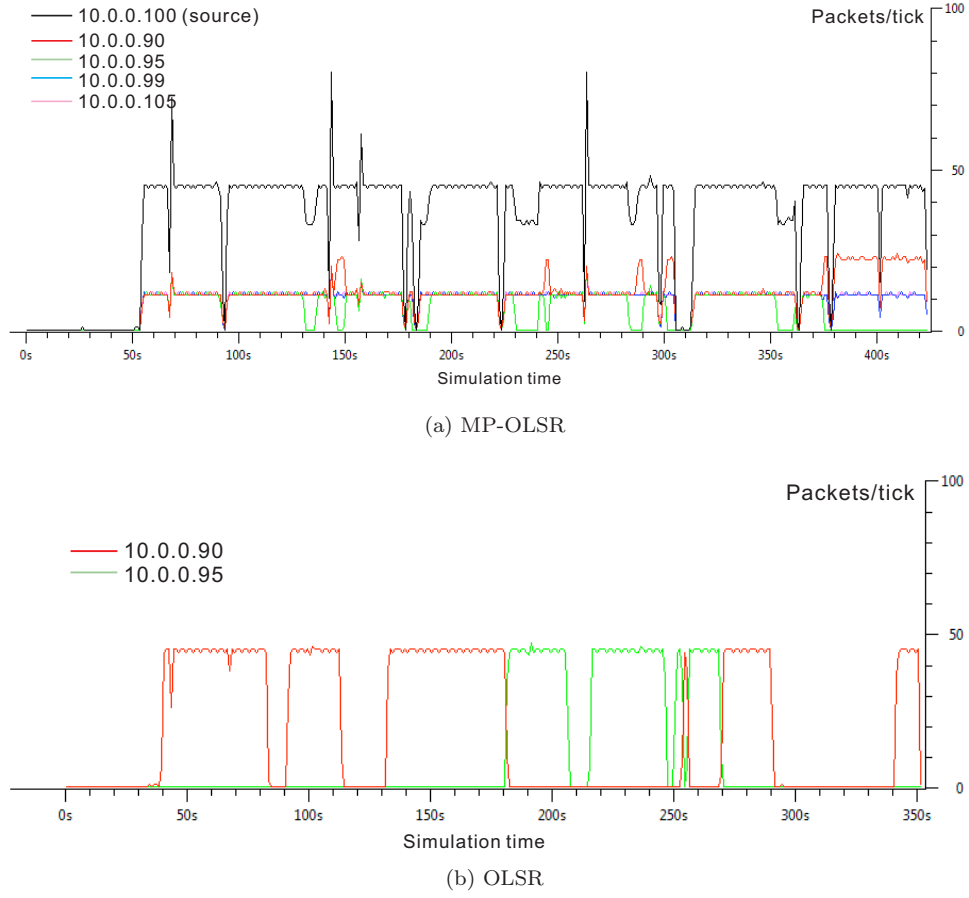 10.0.0.100 (source)
10.0.0.90
10.0.0.95
10.0.0.99
10.0.0.105
Packets/tick
100
50
0
0s 50s 100s 150s 200s 250s 300s 350s 400s
Simulation time
(a) MP-OLSR
Packets/tick
10.0.0.90
10.0.0.95
100
50
0
0s 50s 100s 150s 200s 250s 300s 350s
Simulation time
(b) OLSR